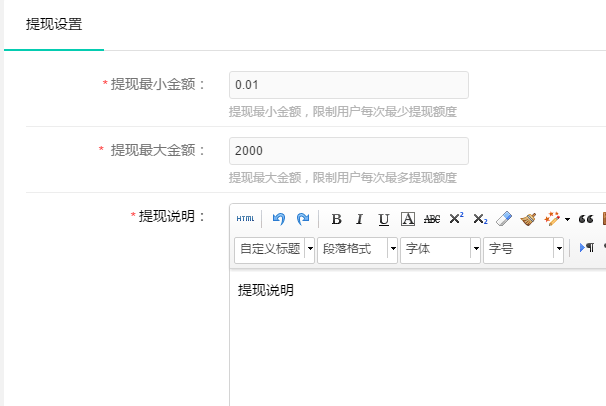 提现设置
* 提现最小金额： 0.01
提现最小金额，限制用户每次最少提现额度
* 提现最大金额： 2000
提现最大金额，限制用户每次最多提现额度
* 提现说明：
HTML B I U A ABC X² X₂
自定义标题 段落格式 字体 字号
提现说明